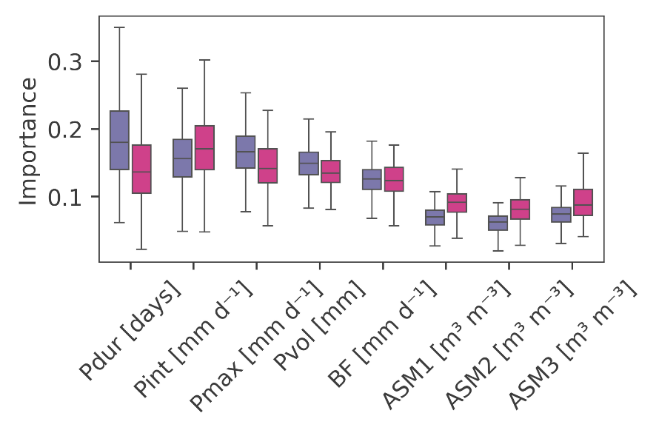 Importance
0.3
0.2
0.1
Pdur [days]
Pint [mm d⁻¹]
Pmax [mm d⁻¹]
Pvol [mm]
BF [mm d⁻¹]
ASM1 [m³ m⁻³]
ASM2 [m³ m⁻³]
ASM3 [m³ m⁻³]